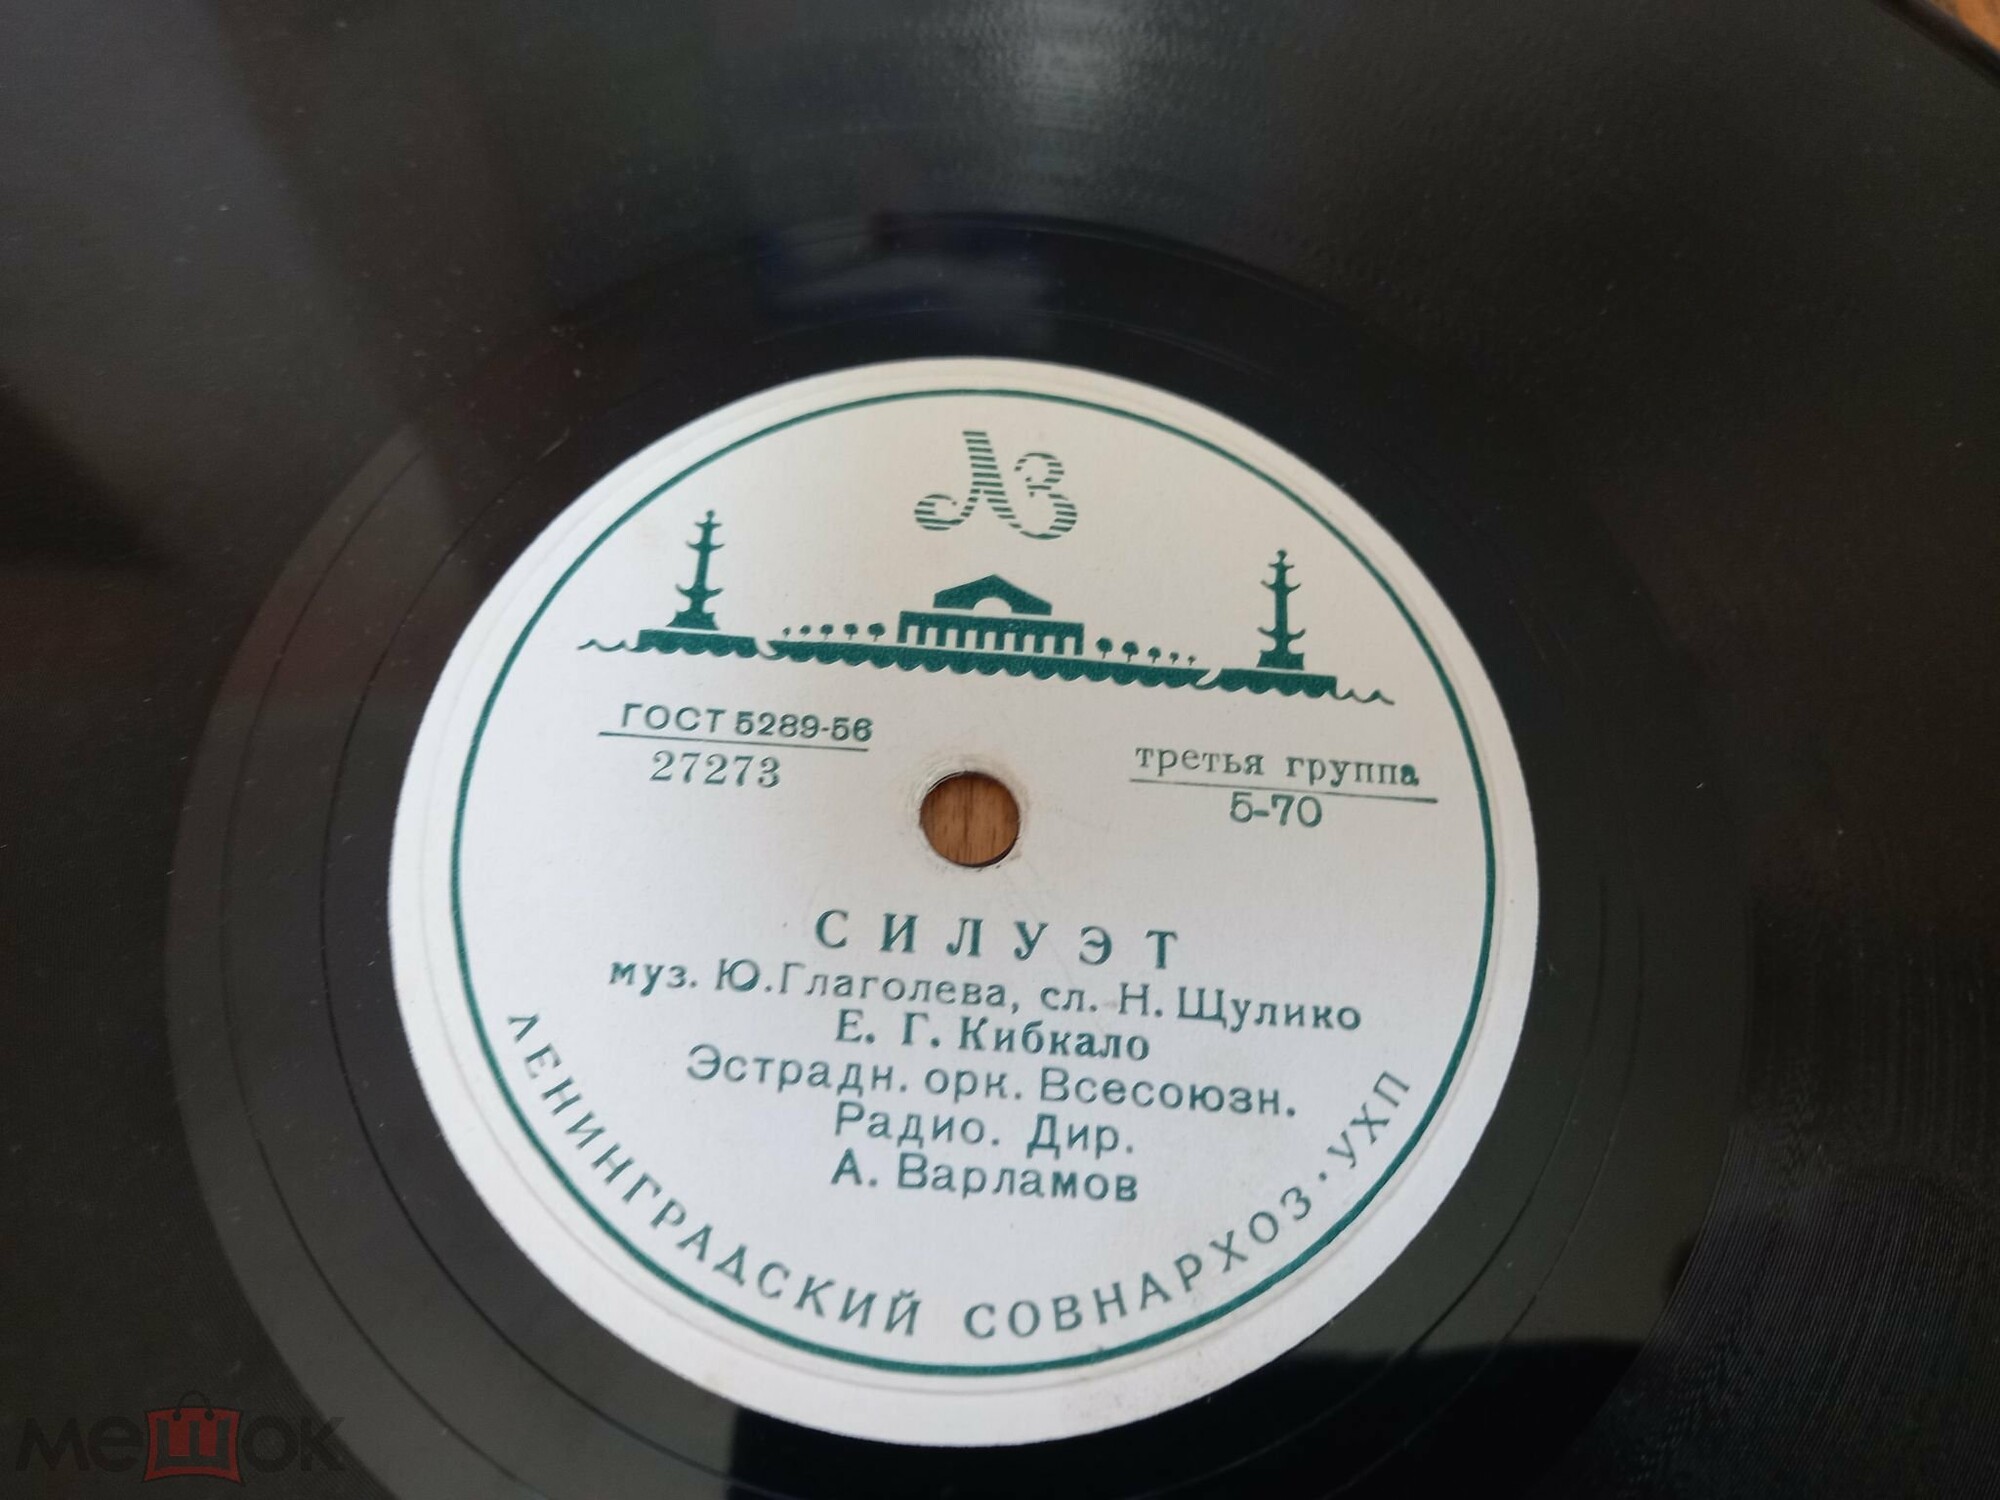 ЛЗ
ГОСТ 5289-56
27273
третья группа
5-70
СИЛУЭТ
муз. Ю.Глаголева, сл. Н. Щулико
Е. Г. Кибкало
Эстрадн. орк. Всесоюзн.
Радио. Дир.
А. Варламов
ЛЕНИНГРАДСКИЙ СОВНАРХОЗ · УХП
мешок